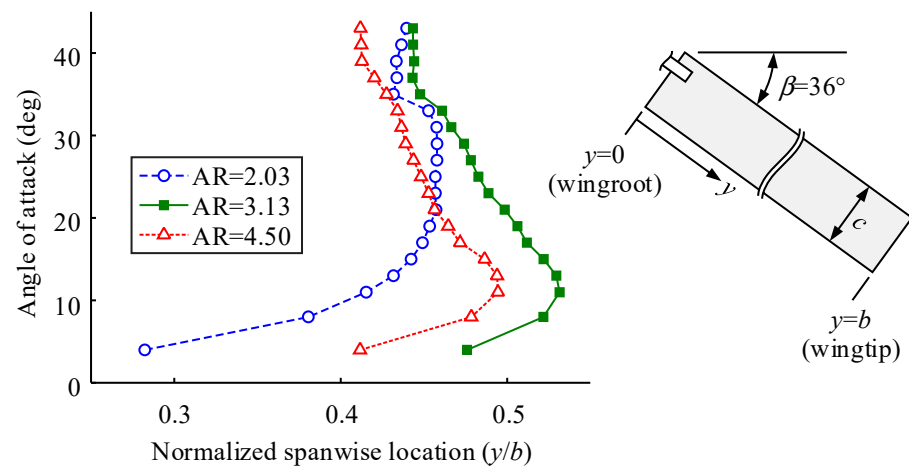 Angle of attack (deg)
40
30
20
10
0
AR=2.03
AR=3.13
AR=4.50
0.3
0.4
0.5
Normalized spanwise location (y/b)
β=36°
y=0
(wingroot)
y
c
y=b
(wingtip)